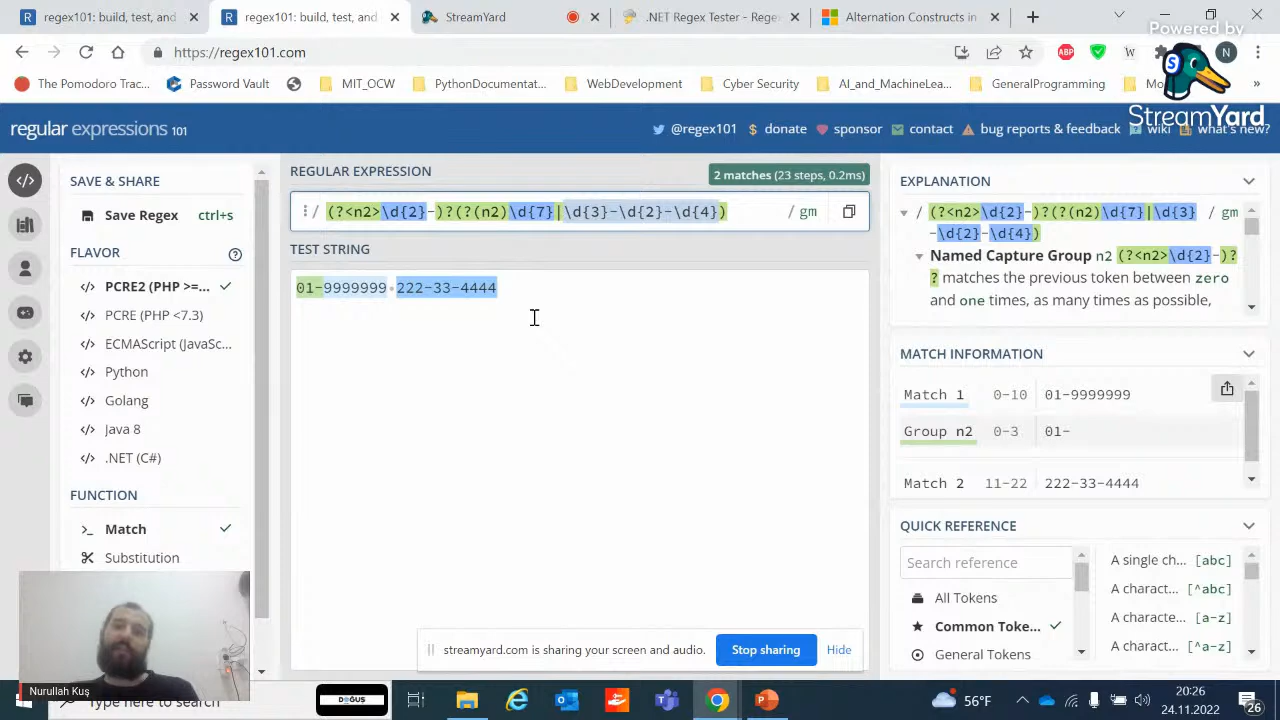 regex101: build, test, and
regex101: build, test, and
StreamYard
.NET Regex Tester - Rege
Alternation Constructs in
Powered by
StreamYard
https://regex101.com
ABP
W
N
The Pomodoro Trac...
Password Vault
MIT_OCW
Python_Documentat...
WebDevelopment
Cyber Security
AI_and_MachineLea...
GeneralProgramming
»
regular expressions 101
@regex101
$ donate
sponsor
contact
bug reports & feedback
wiki
what's new?
SAVE & SHARE
Save Regex
ctrl+s
FLAVOR
PCRE2 (PHP >=...
PCRE (PHP <7.3)
ECMAScript (JavaSc...
Python
Golang
Java 8
.NET (C#)
FUNCTION
Match
Substitution
REGULAR EXPRESSION
2 matches (23 steps, 0.2ms)
/ (?<n2>\d{2}-)?(?(n2)\d{7}|\d{3}-\d{2}-\d{4}) / gm
TEST STRING
01-9999999·222-33-4444
EXPLANATION
/ (?<n2>\d{2}-)?(?(n2)\d{7}|\d{3} / gm
-\d{2}-\d{4})
Named Capture Group n2 (?<n2>\d{2}-)?
? matches the previous token between zero
and one times, as many times as possible,
MATCH INFORMATION
Match 1 0-10 01-9999999
Group n2 0-3 01-
Match 2 11-22 222-33-4444
QUICK REFERENCE
Search reference
All Tokens
Common Toke...
General Tokens
A single ch... [abc]
A charact... [^abc]
A characte... [a-z]
A charact... [^a-z]
streamyard.com is sharing your screen and audio.
Stop sharing
Hide
Nurullah Kuş
Type here to search
DOĞUŞ
56°F
20:26
24.11.2022
26